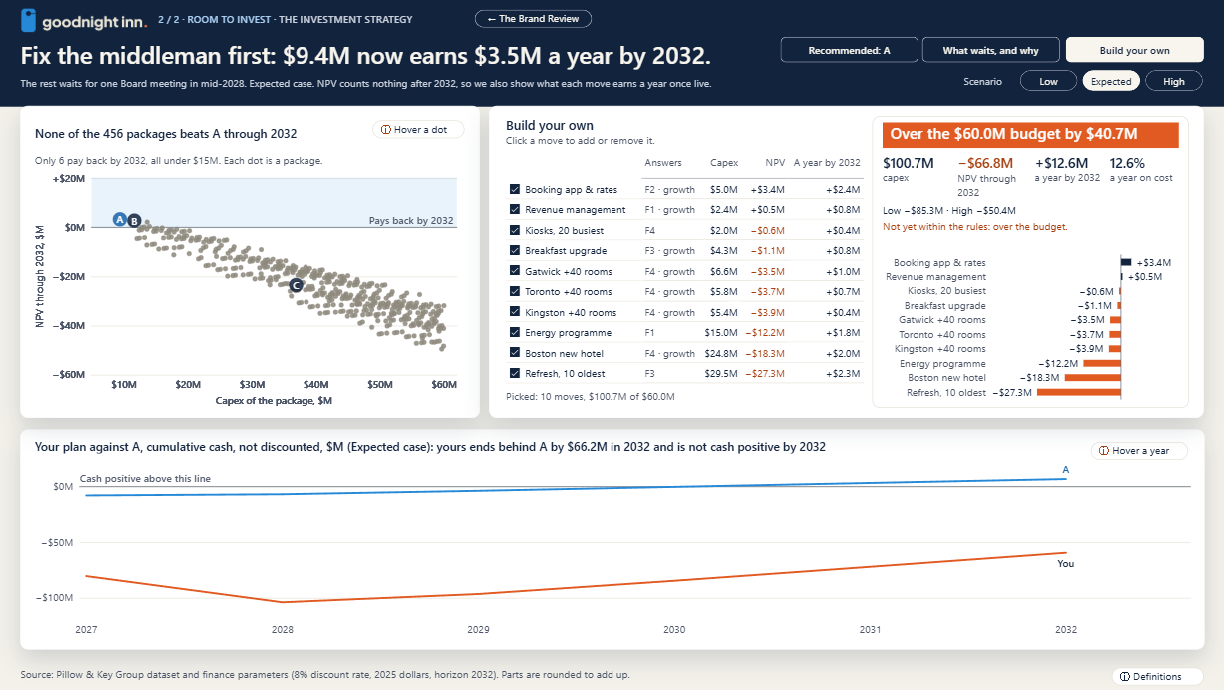 goodnight inn. 2 / 2 · ROOM TO INVEST · THE INVESTMENT STRATEGY
← The Brand Review
Fix the middleman first: $9.4M now earns $3.5M a year by 2032.
The rest waits for one Board meeting in mid-2028. Expected case. NPV counts nothing after 2032, so we also show what each move earns a year once live.
Recommended: A
What waits, and why
Build your own
Scenario
Low
Expected
High
None of the 456 packages beats A through 2032
Hover a dot
Only 6 pay back by 2032, all under $15M. Each dot is a package.
+$20M
$0M
−$20M
−$40M
−$60M
NPV through 2032, $M
A
B
C
Pays back by 2032
$10M
$20M
$30M
$40M
$50M
$60M
Capex of the package, $M
Build your own
Click a move to add or remove it.
Answers Capex NPV A year by 2032
Booking app & rates F2 · growth $5.0M +$3.4M +$2.4M
Revenue management F1 · growth $2.4M +$0.5M +$0.8M
Kiosks, 20 busiest F4 $2.0M −$0.6M +$0.4M
Breakfast upgrade F3 · growth $4.3M −$1.1M +$0.8M
Gatwick +40 rooms F4 · growth $6.6M −$3.5M +$1.0M
Toronto +40 rooms F4 · growth $5.8M −$3.7M +$0.7M
Kingston +40 rooms F4 · growth $5.4M −$3.9M +$0.4M
Energy programme F1 $15.0M −$12.2M +$1.8M
Boston new hotel F4 · growth $24.8M −$18.3M +$2.0M
Refresh, 10 oldest F3 $29.5M −$27.3M +$2.3M
Picked: 10 moves, $100.7M of $60.0M
Over the $60.0M budget by $40.7M
$100.7M
capex
−$66.8M
NPV through
2032
+$12.6M
a year by 2032
12.6%
a year on cost
Low −$85.3M · High −$50.4M
Not yet within the rules: over the budget.
Booking app & rates +$3.4M
Revenue management +$0.5M
Kiosks, 20 busiest −$0.6M
Breakfast upgrade −$1.1M
Gatwick +40 rooms −$3.5M
Toronto +40 rooms −$3.7M
Kingston +40 rooms −$3.9M
Energy programme −$12.2M
Boston new hotel −$18.3M
Refresh, 10 oldest −$27.3M
Your plan against A, cumulative cash, not discounted, $M (Expected case): yours ends behind A by $66.2M in 2032 and is not cash positive by 2032
Hover a year
Cash positive above this line
A
$0M
−$50M
−$100M
You
2027
2028
2029
2030
2031
2032
Source: Pillow & Key Group dataset and finance parameters (8% discount rate, 2025 dollars, horizon 2032). Parts are rounded to add up.
Definitions